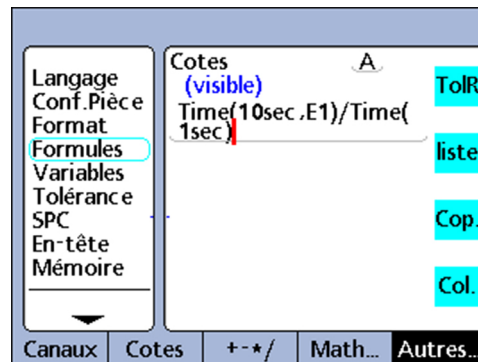 Langage
Conf.Pièce
Format
Formules
Variables
Tolérance
SPC
En-tête
Mémoire
Cotes A
(visible)
Time(10sec,E1)/Time(
1sec)
TolR
liste
Cop.
Col.
Canaux Cotes +-*/ Math... Autres...